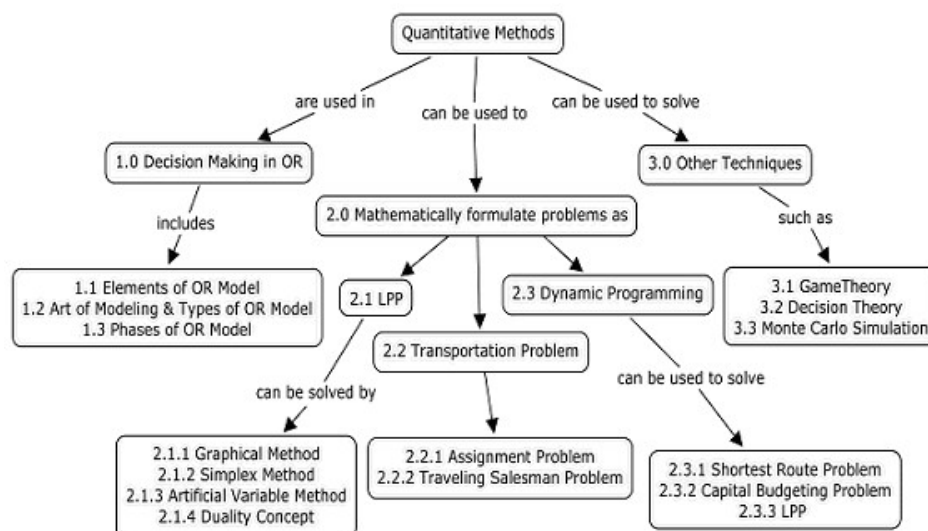 Quantitative Methods
are used in
can be used to
can be used to solve
1.0 Decision Making in OR
3.0 Other Techniques
2.0 Mathematically formulate problems as
includes
such as
1.1 Elements of OR Model
1.2 Art of Modeling & Types of OR Model
1.3 Phases of OR Model
2.1 LPP
2.3 Dynamic Programming
3.1 GameTheory
3.2 Decision Theory
3.3 Monte Carlo Simulation
2.2 Transportation Problem
can be solved by
can be used to solve
2.1.1 Graphical Method
2.1.2 Simplex Method
2.1.3 Artificial Variable Method
2.1.4 Duality Concept
2.2.1 Assignment Problem
2.2.2 Traveling Salesman Problem
2.3.1 Shortest Route Problem
2.3.2 Capital Budgeting Problem
2.3.3 LPP